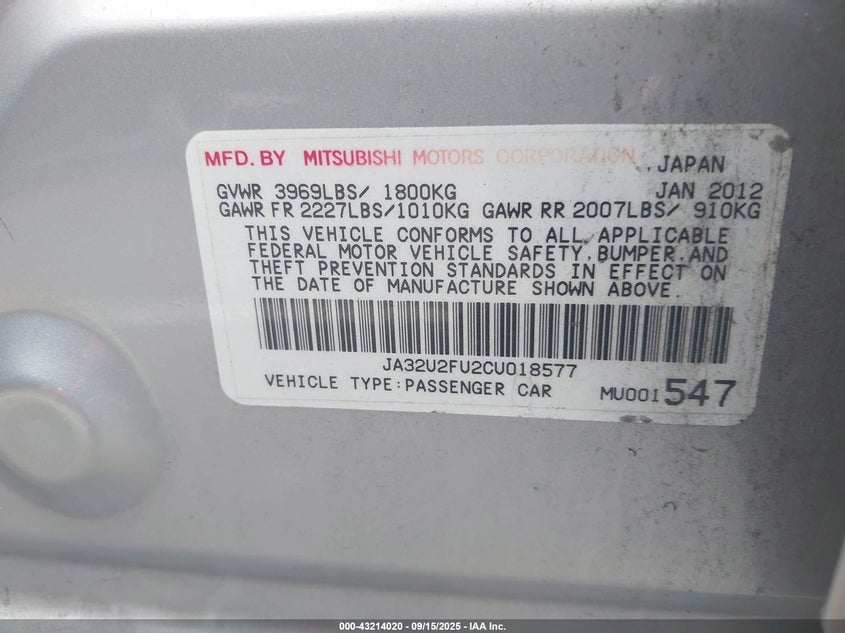 MFD. BY MITSUBISHI MOTORS CORPORATION, JAPAN
GVWR 3969LBS/ 1800KG JAN 2012
GAWR FR 2227LBS/1010KG GAWR RR 2007LBS/ 910KG
THIS VEHICLE CONFORMS TO ALL APPLICABLE
FEDERAL MOTOR VEHICLE SAFETY, BUMPER, AND
THEFT PREVENTION STANDARDS IN EFFECT ON
THE DATE OF MANUFACTURE SHOWN ABOVE.
JA32U2FU2CU018577
VEHICLE TYPE:PASSENGER CAR MU001547
000-43214020 - 09/15/2025 - IAA Inc.